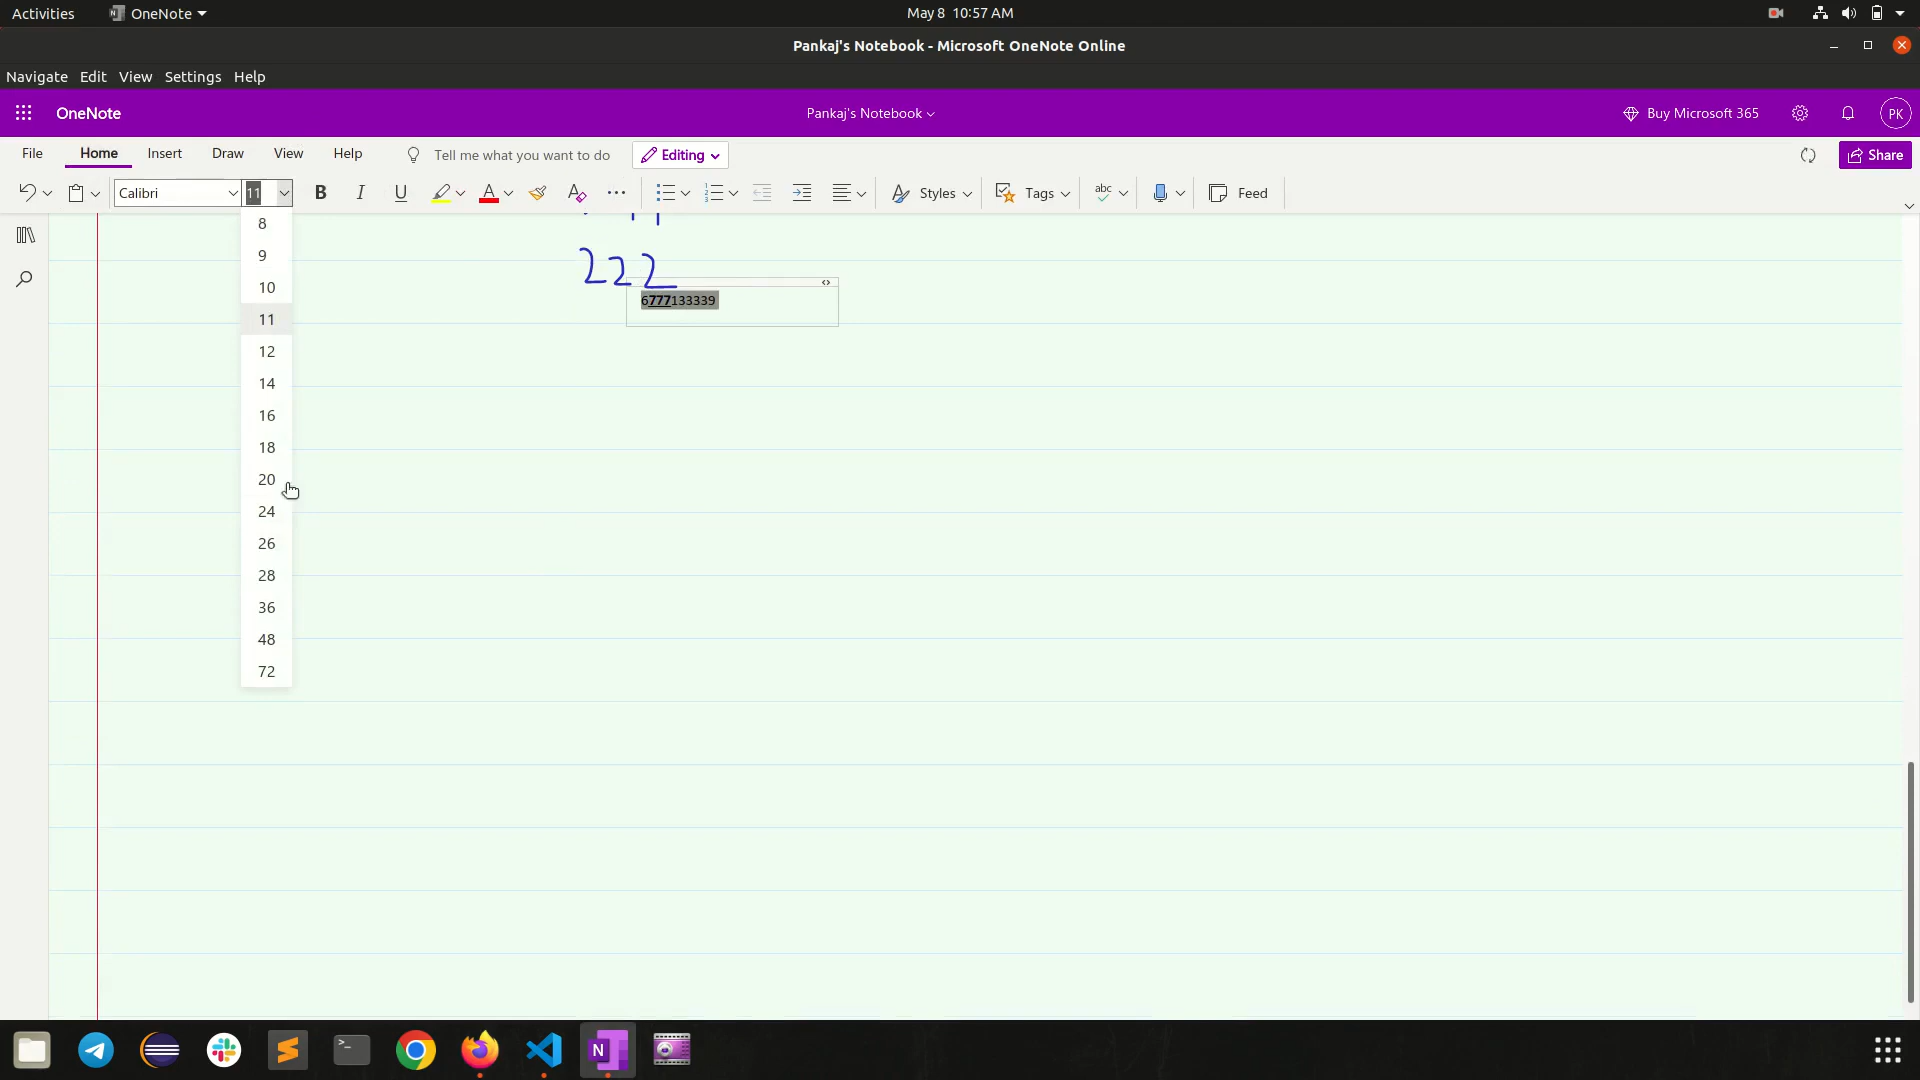 Activities OneNote May 8 10:57 AM
Pankaj's Notebook - Microsoft OneNote Online
Navigate Edit View Settings Help
OneNote Pankaj's Notebook Buy Microsoft 365 PK
File Home Insert Draw View Help Tell me what you want to do Editing Share
Calibri 11 B I U A A abc Styles Tags Feed
8
222
9
10
6777133339
11
12
14
16
18
20
24
26
28
36
48
72
N